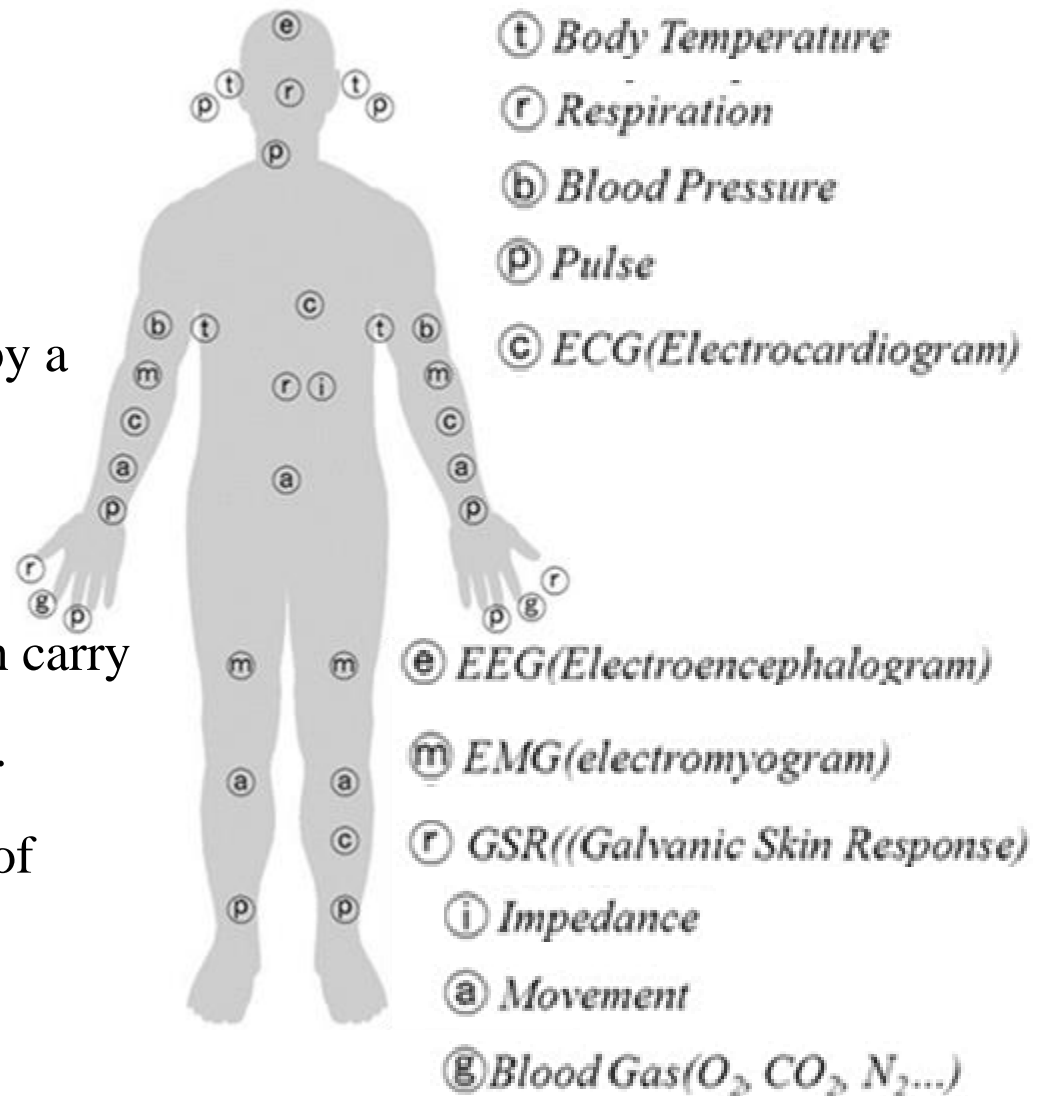 ⓣ Body Temperature
ⓡ Respiration
ⓑ Blood Pressure
ⓟ Pulse
ⓒ ECG(Electrocardiogram)
ⓔ EEG(Electroencephalogram)
ⓜ EMG(electromyogram)
ⓡ GSR((Galvanic Skin Response)
ⓘ Impedance
ⓐ Movement
ⓖ Blood Gas(O₂, CO₂, N₂...)
a
carry
.
of
e
t t
r
p p
p
c
b t t b
m m
r i
c c
a a
a
p p
r r
g g
p p
m m
a a
c
p p